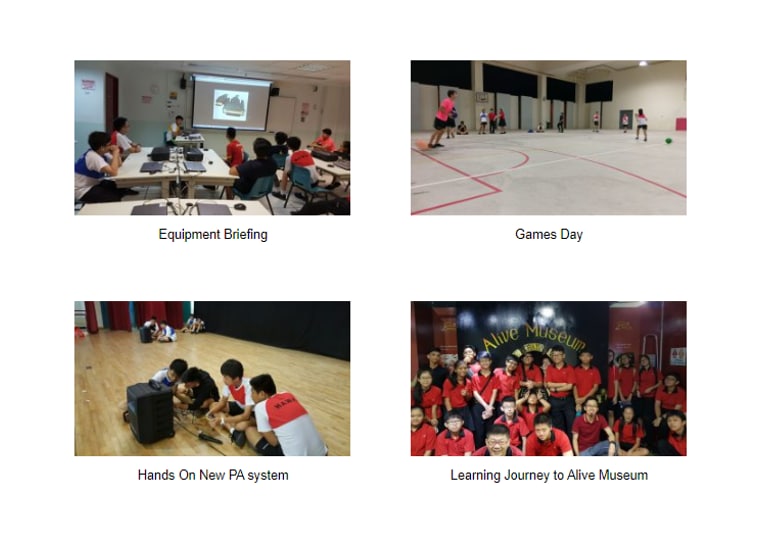 Equipment Briefing
Games Day
Alive Museum
Hands On New PA system
Learning Journey to Alive Museum